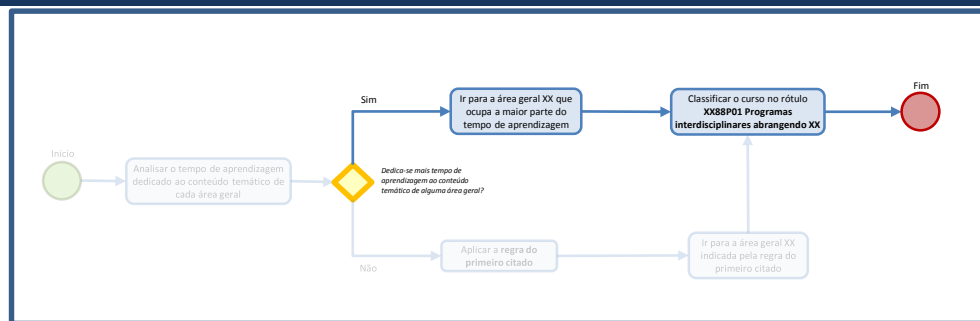 Fim
Sim
Ir para a área geral XX que
ocupa a maior parte do
tempo de aprendizagem
Classificar o curso no rótulo
XX88P01 Programas
interdisciplinares abrangendo XX
Início
Analisar o tempo de aprendizagem
dedicado ao conteúdo temático de
cada área geral
Dedica-se mais tempo de
aprendizagem ao conteúdo
temático de alguma área geral?
Não
Aplicar a regra do
primeiro citado
Ir para a área geral XX
indicada pela regra do
primeiro citado